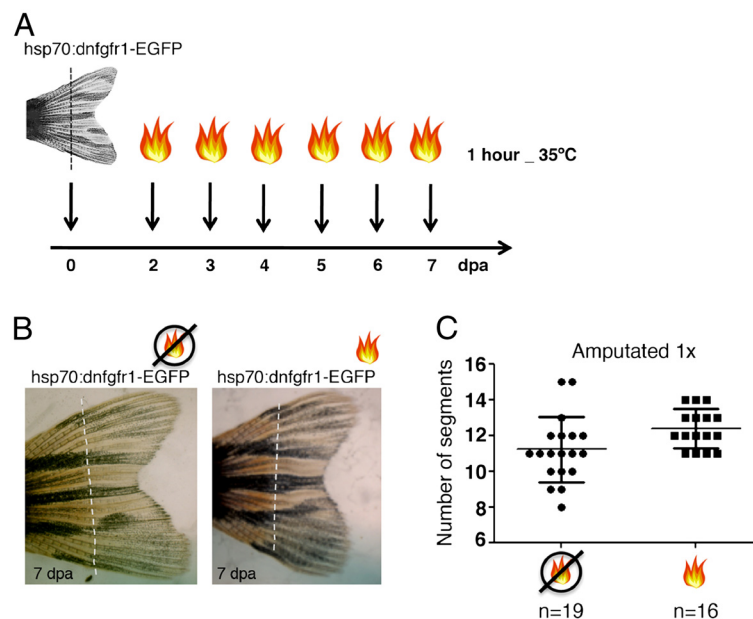 A
hsp70:dnfgfr1-EGFP
1 hour _ 35ºC
0 2 3 4 5 6 7 dpa
B
hsp70:dnfgfr1-EGFP hsp70:dnfgfr1-EGFP
7 dpa 7 dpa
C
Amputated 1x
Number of segments
16
14
12
10
8
6
n=19 n=16